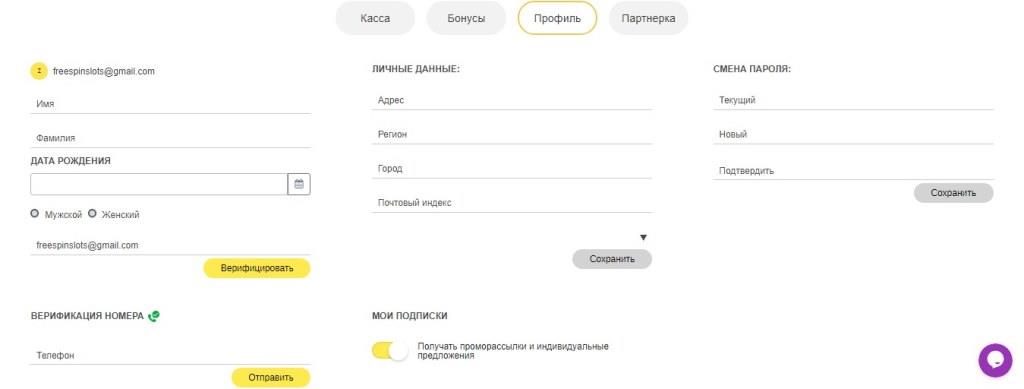 Касса
Бонусы
Профиль
Партнерка
freespinslots@gmail.com
Имя
Фамилия
ДАТА РОЖДЕНИЯ
Мужской Женский
freespinslots@gmail.com
Верифицировать
ВЕРИФИКАЦИЯ НОМЕРА
Телефон
Отправить
ЛИЧНЫЕ ДАННЫЕ:
Адрес
Регион
Город
Почтовый индекс
Сохранить
МОИ ПОДПИСКИ
Получать проморассылки и индивидуальные
предложения
СМЕНА ПАРОЛЯ:
Текущий
Новый
Подтвердить
Сохранить